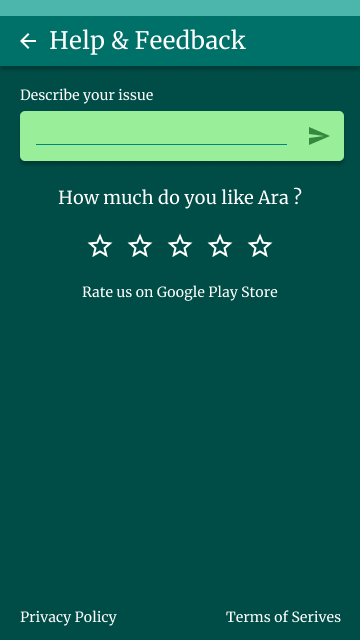 Help & Feedback
Describe your issue
How much do you like Ara ?
Rate us on Google Play Store
Privacy Policy
Terms of Serives